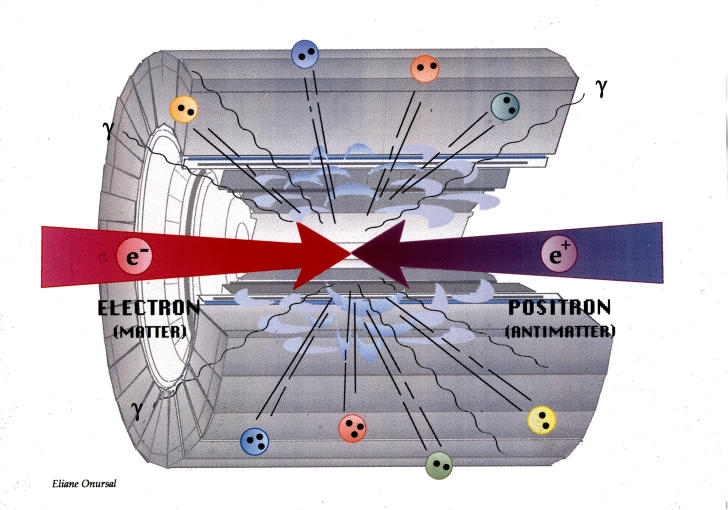 γ
γ
e⁻
e⁺
ELECTRON
(MATTER)
POSITRON
(ANTIMATTER)
γ
Eliane Onursal